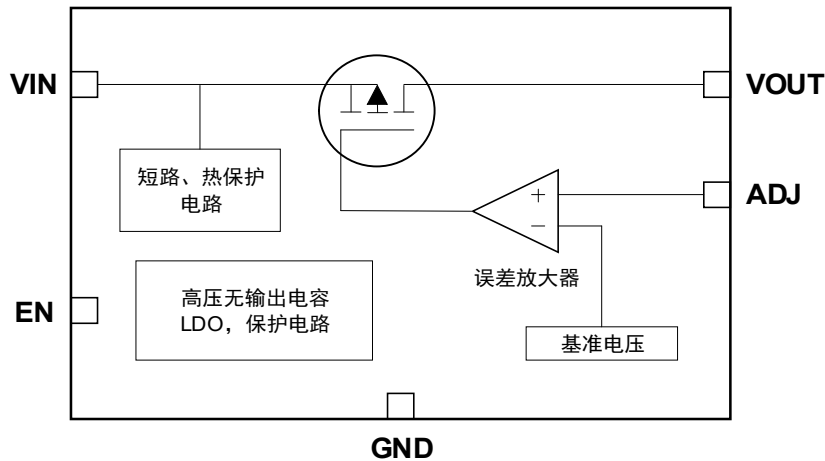 VIN
VOUT
短路、热保护
电路
+
−
ADJ
误差放大器
EN
高压无输出电容
LDO，保护电路
基准电压
GND